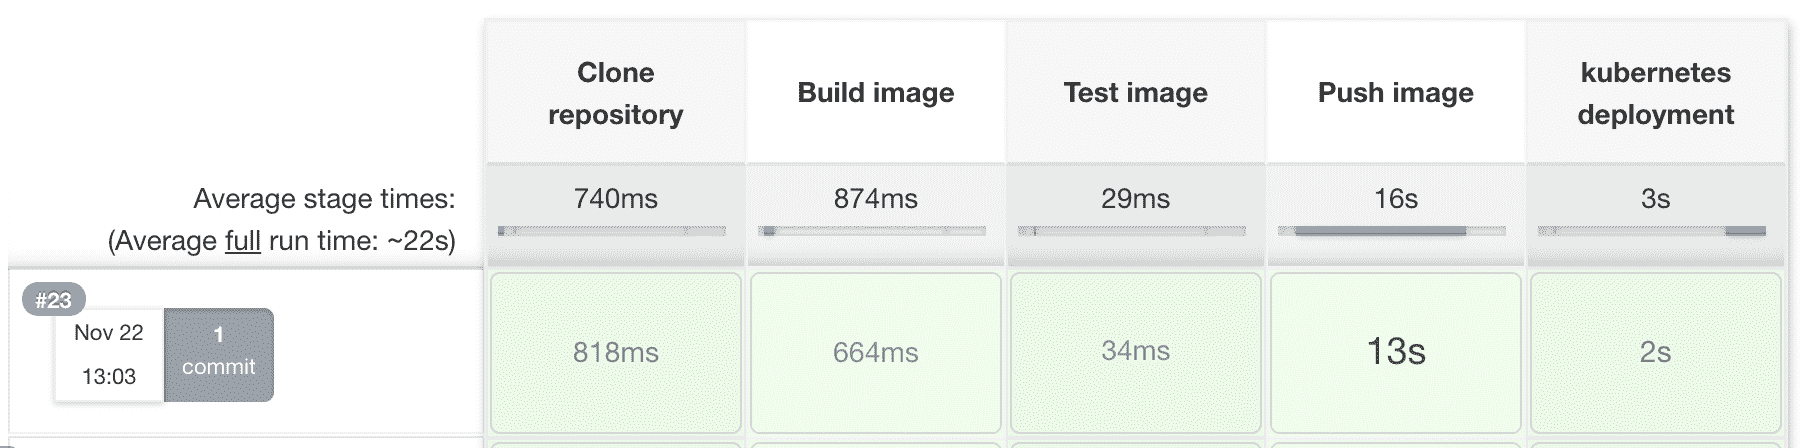 Clone
repository
Build image
Test image
Push image
kubernetes
deployment
Average stage times:
(Average full run time: ~22s)
740ms
874ms
29ms
16s
3s
#23
Nov 22
13:03
1
commit
818ms
664ms
34ms
13s
2s